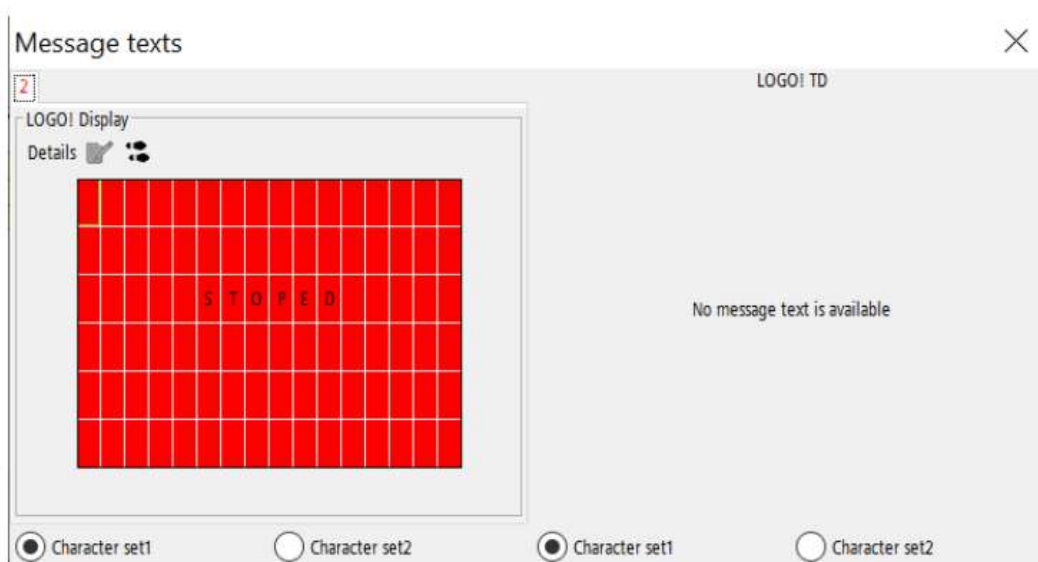 Message texts
2
LOGO! TD
LOGO! Display
Details
STOPED
No message text is available
Character set1
Character set2
Character set1
Character set2